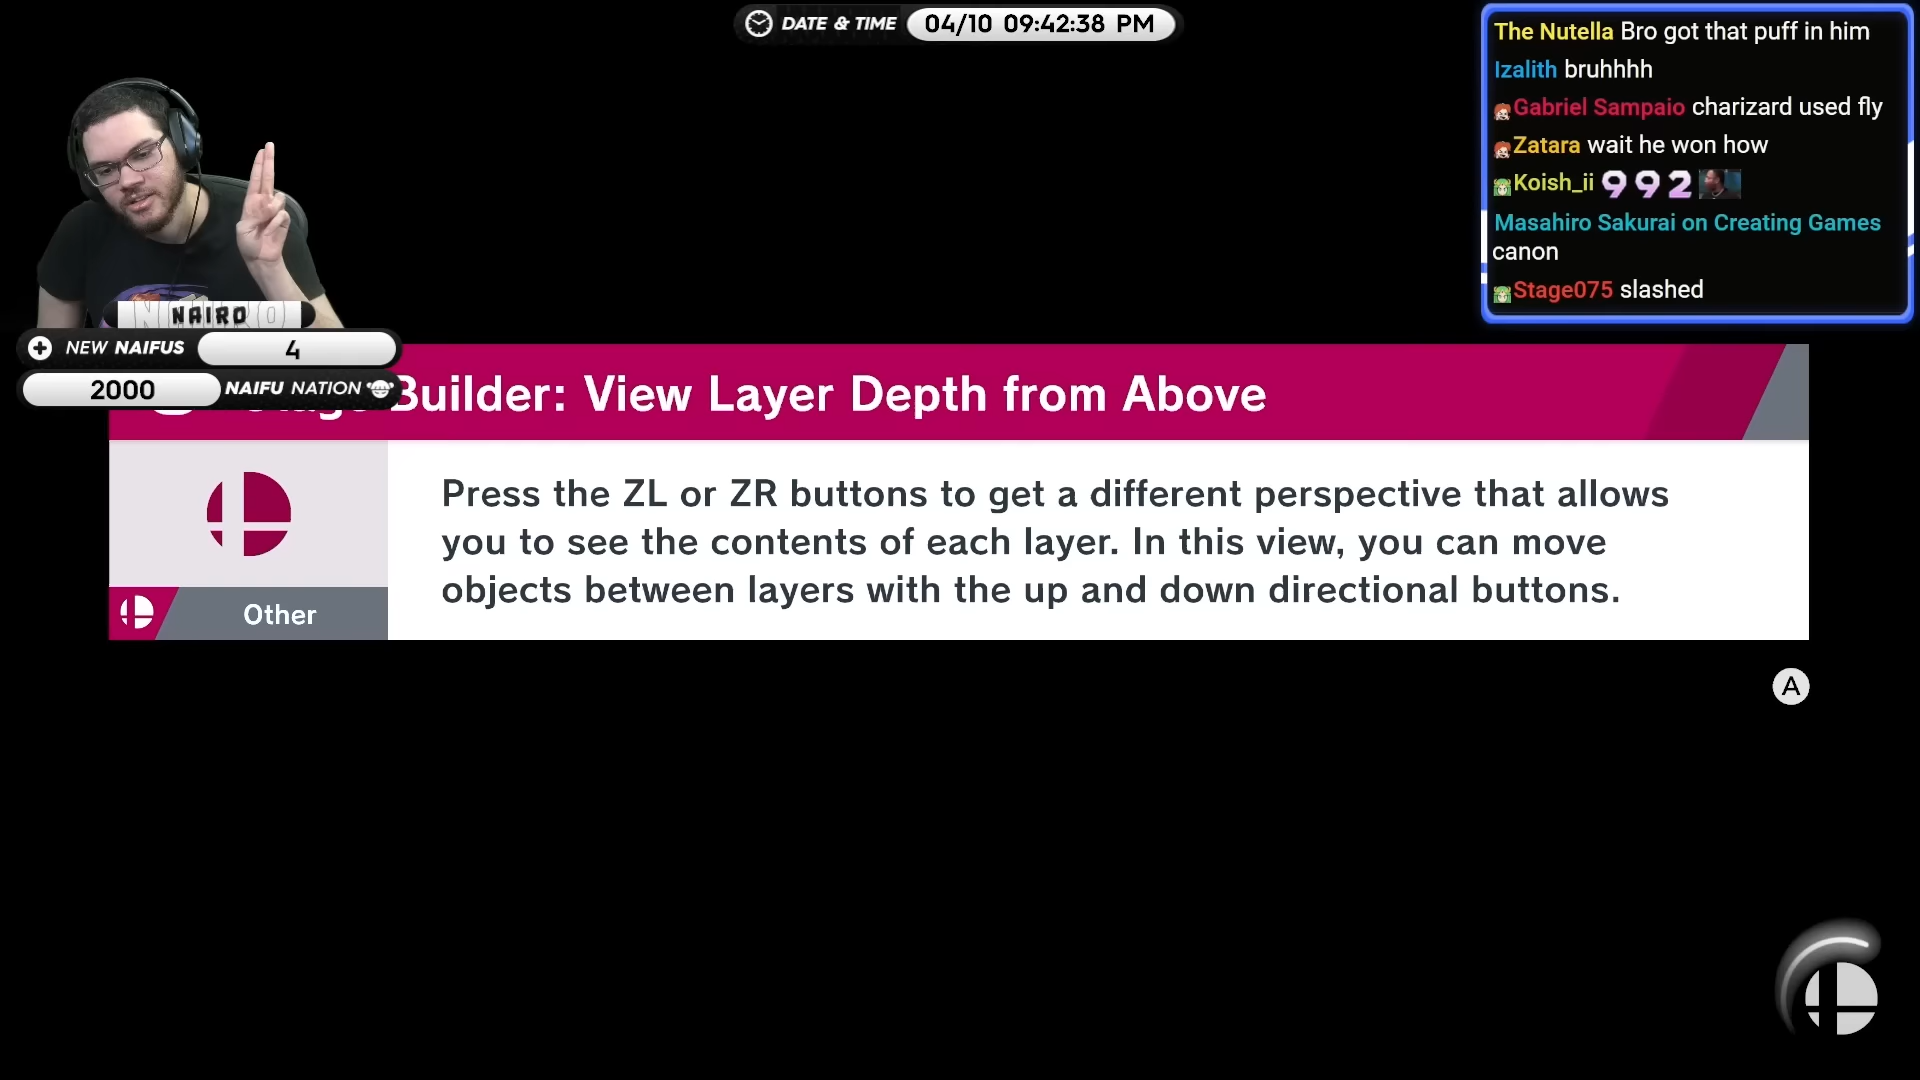 DATE & TIME 04/10 09:42:38 PM
The Nutella Bro got that puff in him
Izalith bruhhhh
Gabriel Sampaio charizard used fly
Zatara wait he won how
Koish_ii 992
Masahiro Sakurai on Creating Games
canon
Stage075 slashed
NAIRO
NEW NAIFUS 4
2000 NAIFU NATION
Builder: View Layer Depth from Above
Press the ZL or ZR buttons to get a different perspective that allows
you to see the contents of each layer. In this view, you can move
objects between layers with the up and down directional buttons.
Other
A